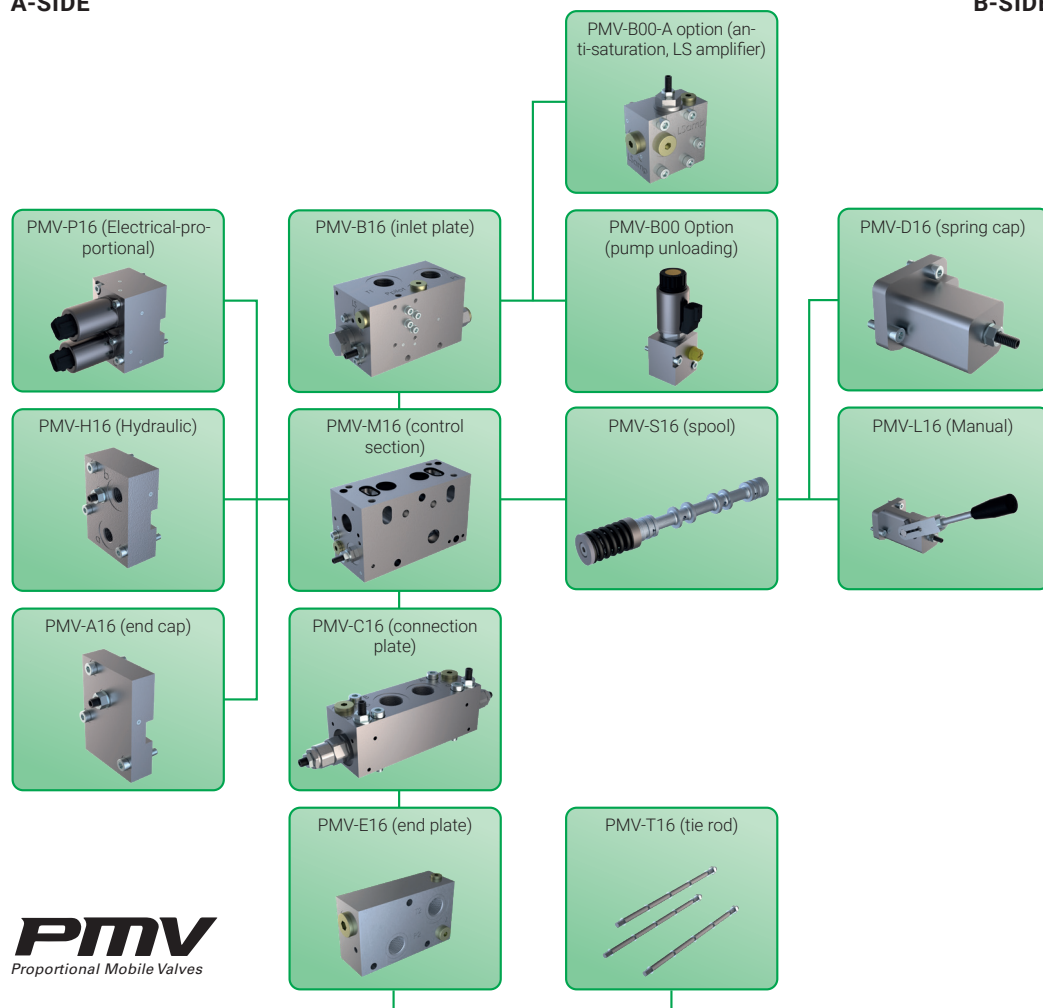 A-SIDE
B-SIDE
PMV-B00-A option (an-
ti-saturation, LS amplifier)
PMV-P16 (Electrical-pro-
portional)
PMV-B16 (inlet plate)
PMV-B00 Option
(pump unloading)
PMV-D16 (spring cap)
PMV-H16 (Hydraulic)
PMV-M16 (control
section)
PMV-S16 (spool)
PMV-L16 (Manual)
PMV-A16 (end cap)
PMV-C16 (connection
plate)
PMV-E16 (end plate)
PMV-T16 (tie rod)
PMV
Proportional Mobile Valves